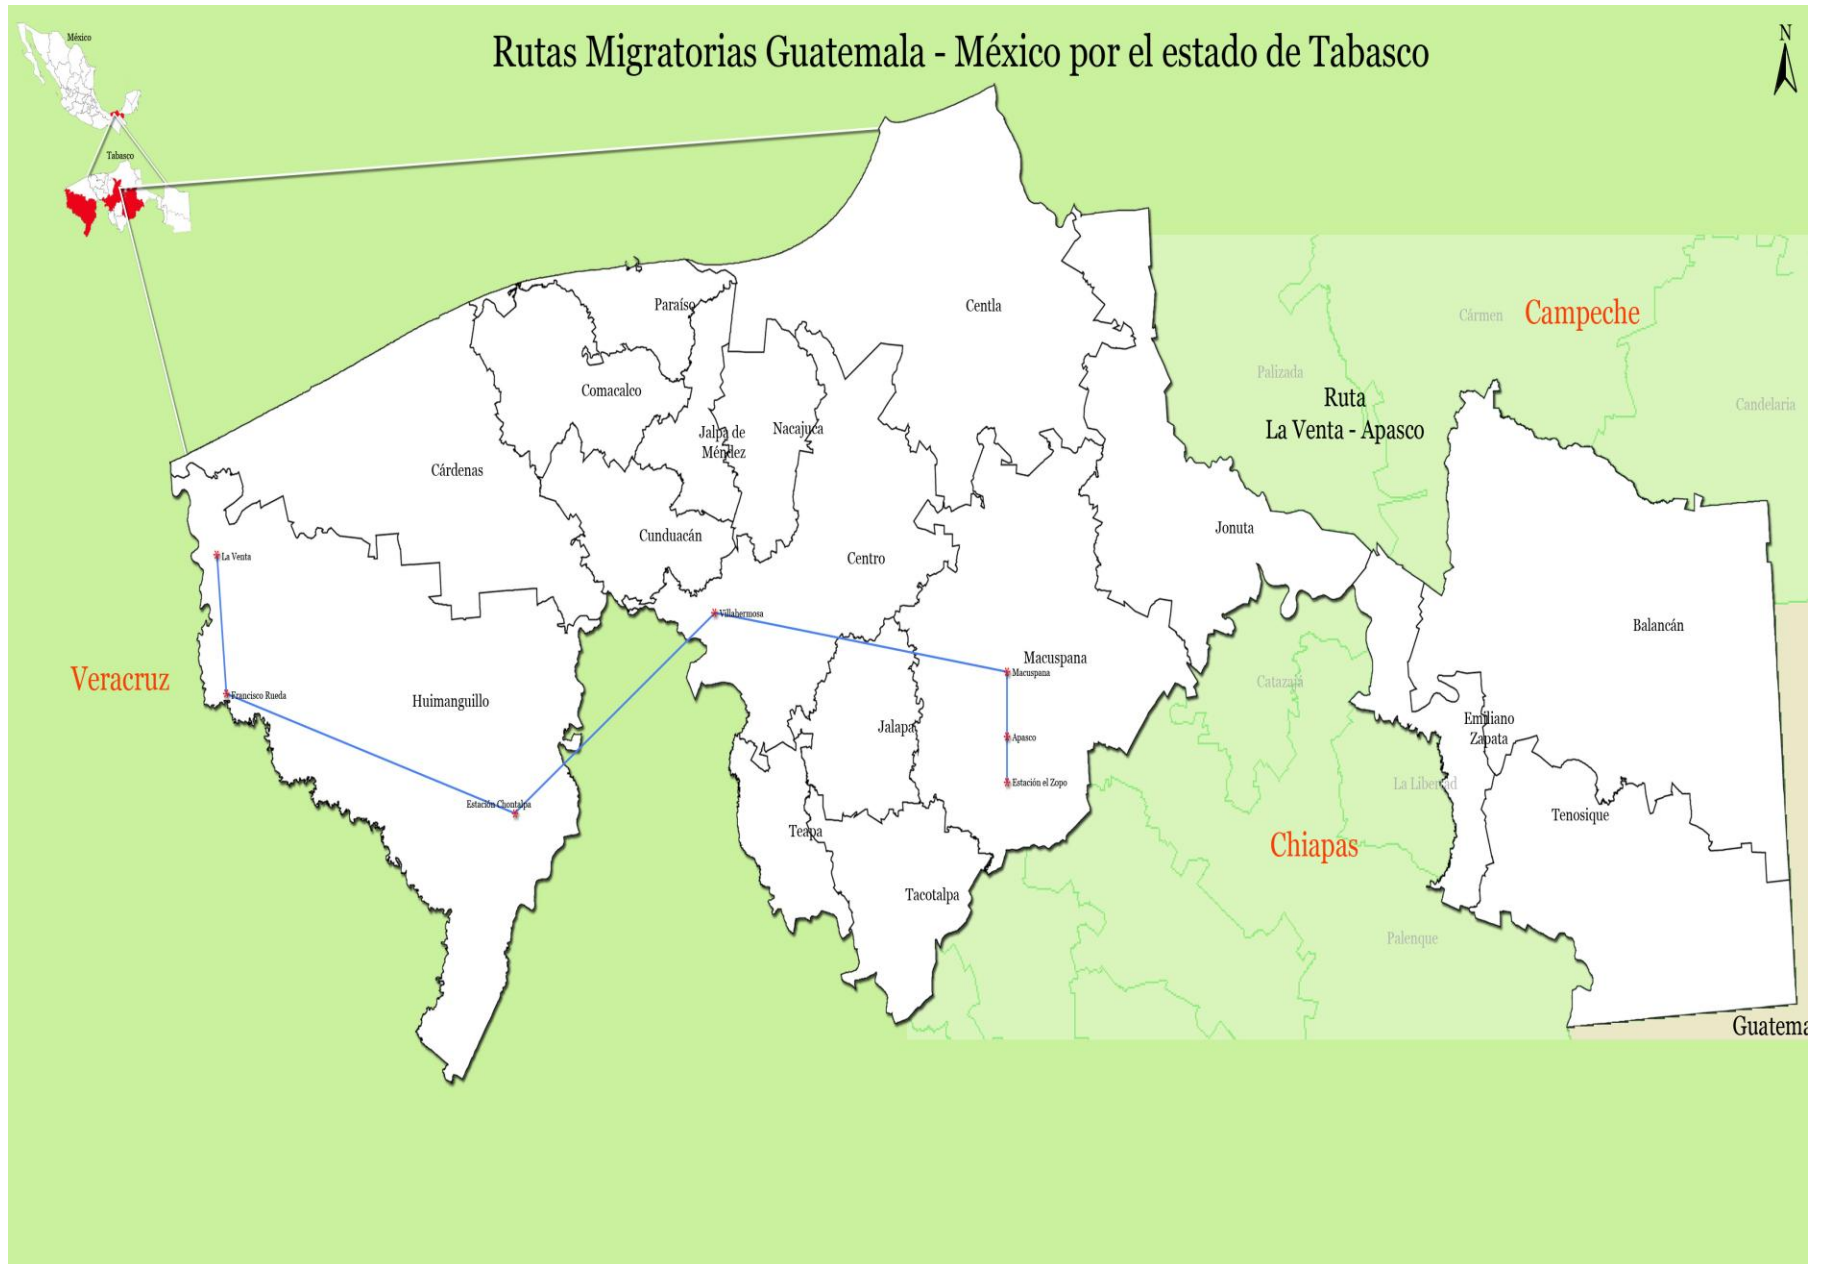 México
Rutas Migratorias Guatemala - México por el estado de Tabasco
N
Tabasco
Paraíso
Centla
Cármen
Campeche
Palizada
Comacalco
Ruta
La Venta - Apasco
Candelaria
Jalpa de
Méndez
Nacajuca
Cárdenas
Cunduacán
Jonuta
La Venta
Centro
Villahermosa
Balancán
Macuspana
Macuspana
Veracruz
Francisco Rueda
Huimanguillo
Catazajá
Jalapa
Emiliano
Zapata
Apasco
Estación el Zopo
La Libertad
Estación Chontalpa
Teapa
Tenosique
Chiapas
Tacotalpa
Palenque
Guatema